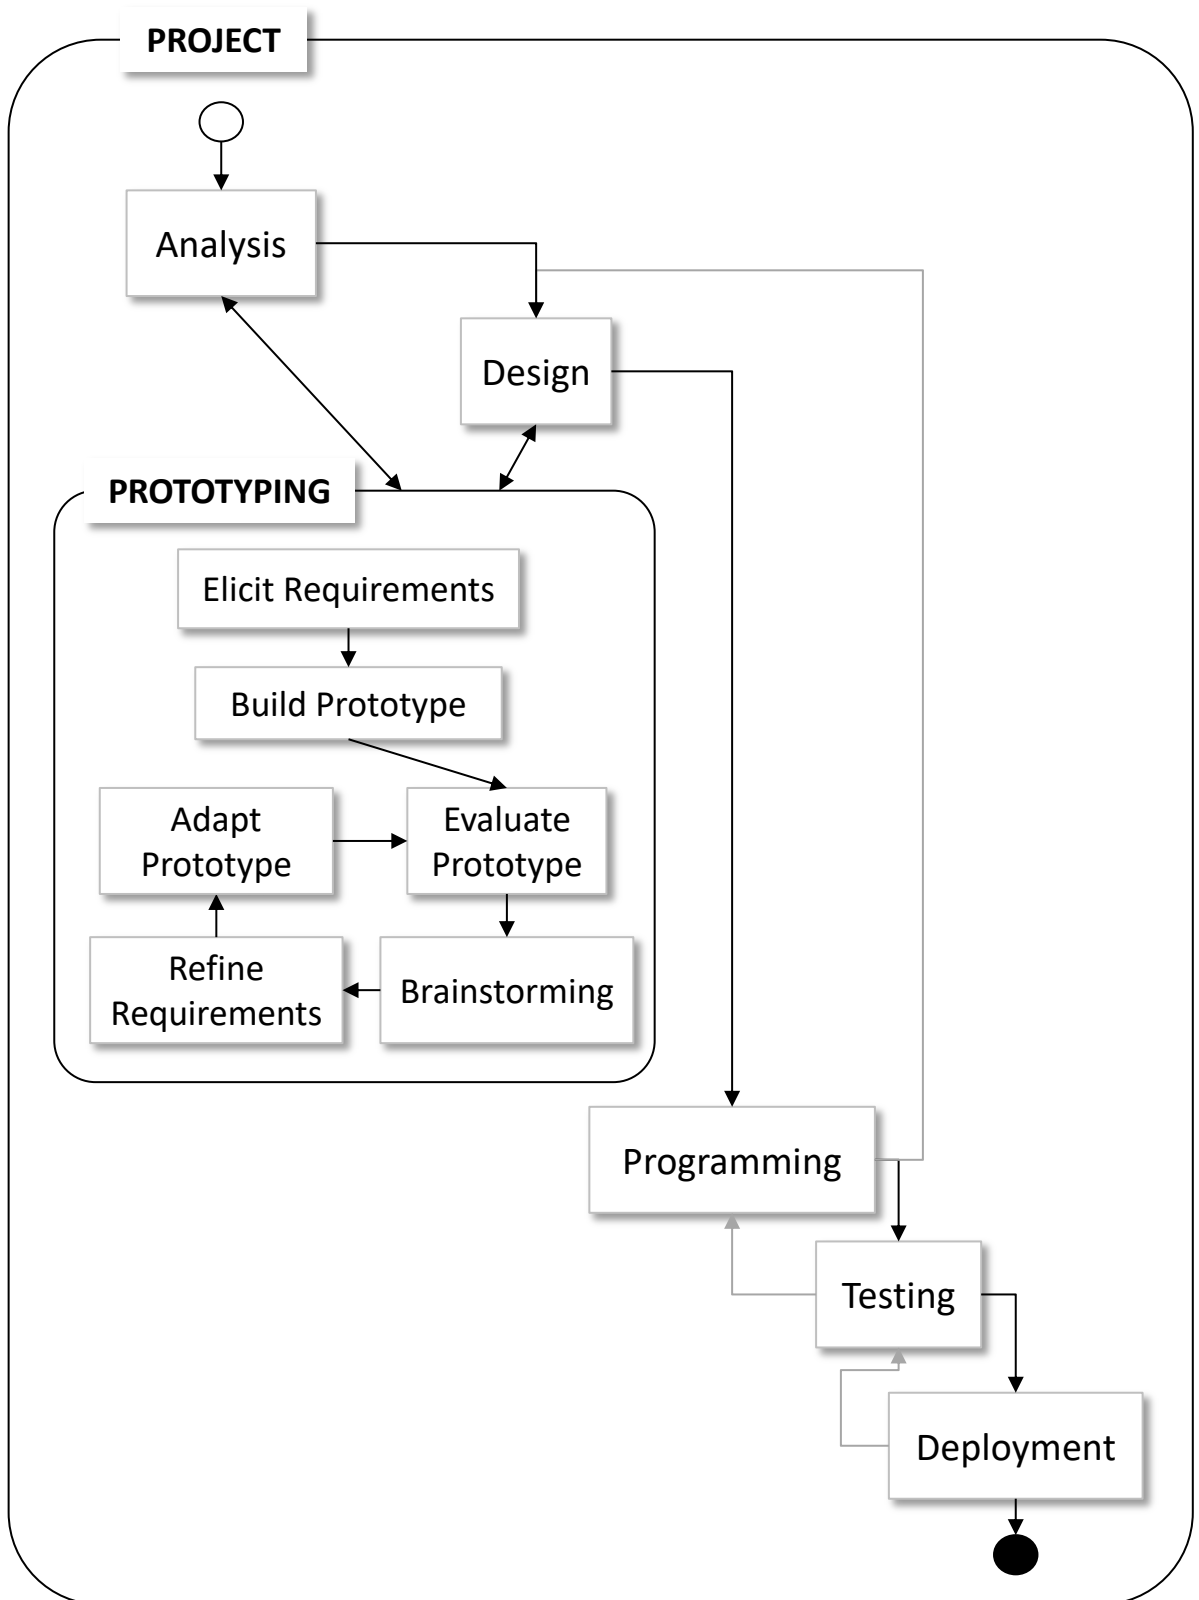 PROJECT
Analysis
Design
PROTOTYPING
Elicit Requirements
Build Prototype
Adapt
Prototype
Evaluate
Prototype
Refine
Requirements
Brainstorming
Programming
Testing
Deployment